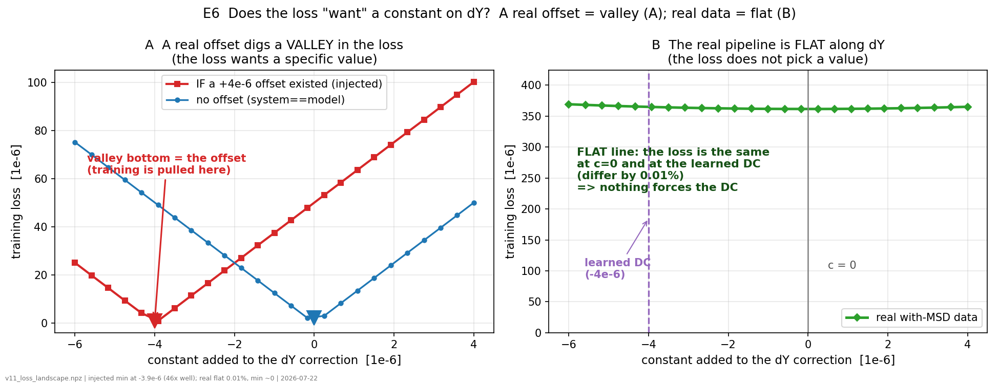 E6  Does the loss "want" a constant on dY?  A real offset = valley (A); real data = flat (B)
A  A real offset digs a VALLEY in the loss
(the loss wants a specific value)
training loss  [1e-6]
100
80
60
40
20
0
IF a +4e-6 offset existed (injected)
no offset (system==model)
valley bottom = the offset
(training is pulled here)
−6
−4
−2
0
2
4
constant added to the dY correction  [1e-6]
B  The real pipeline is FLAT along dY
(the loss does not pick a value)
training loss  [1e-6]
400
350
300
250
200
150
100
50
0
FLAT line: the loss is the same
at c=0 and at the learned DC
(differ by 0.01%)
=> nothing forces the DC
learned DC
(-4e-6)
c = 0
real with-MSD data
−6
−4
−2
0
2
4
constant added to the dY correction  [1e-6]
v11_loss_landscape.npz | injected min at -3.9e-6 (46x well); real flat 0.01%, min ~0 | 2026-07-22